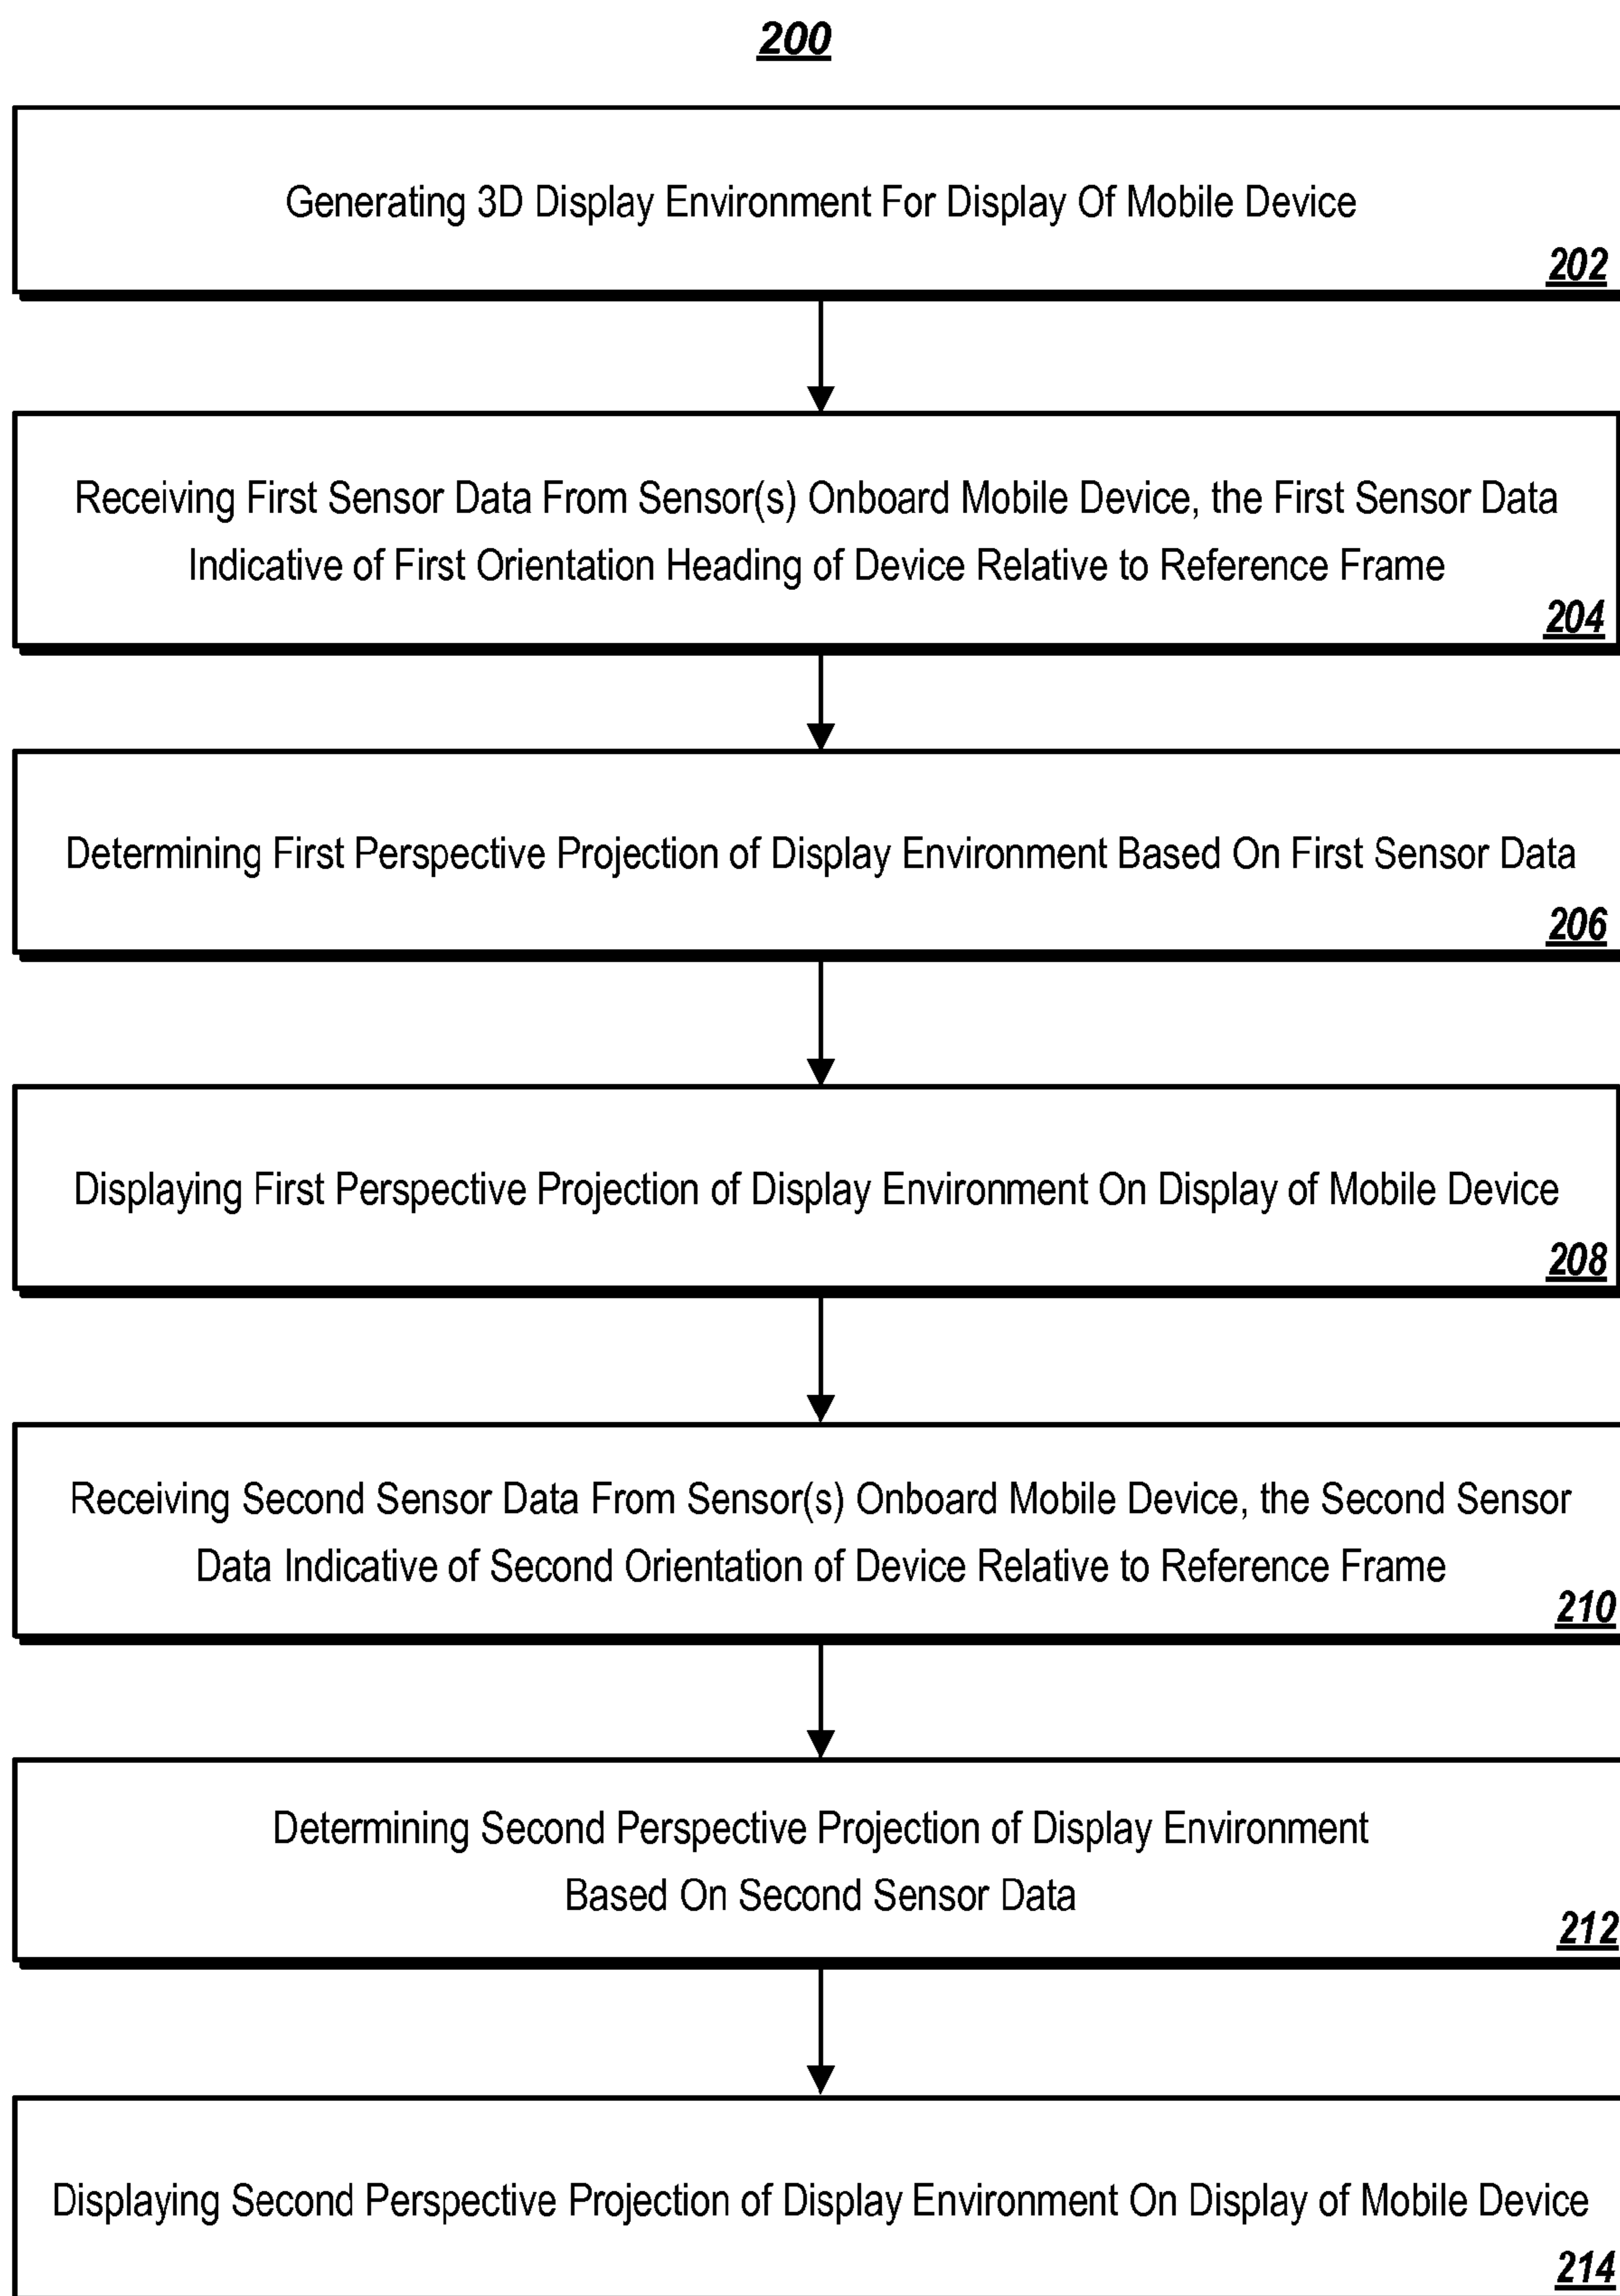 200
Generating 3D Display Environment For Display Of Mobile Device
202
Receiving First Sensor Data From Sensor(s) Onboard Mobile Device, the First Sensor Data
Indicative of First Orientation Heading of Device Relative to Reference Frame
204
Determining First Perspective Projection of Display Environment Based On First Sensor Data
206
Displaying First Perspective Projection of Display Environment On Display of Mobile Device
208
Receiving Second Sensor Data From Sensor(s) Onboard Mobile Device, the Second Sensor
Data Indicative of Second Orientation of Device Relative to Reference Frame
210
Determining Second Perspective Projection of Display Environment
Based On Second Sensor Data
212
Displaying Second Perspective Projection of Display Environment On Display of Mobile Device
214